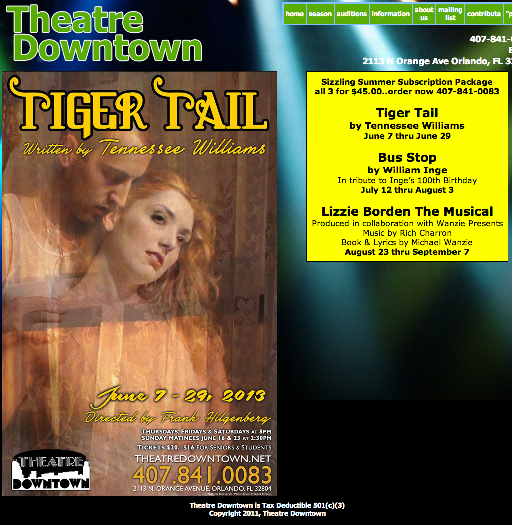 Theatre
Downtown
home season auditions information about us mailing list contribute
407-841-
2113 N Orange Ave Orlando, FL
TIGER TAIL
Written by Tennessee Williams
June 7 - 29, 2013
Directed by Frank Hilgenberg
THURSDAYS, FRIDAYS & SATURDAYS AT 8PM
SUNDAY MATINEES JUNE 16 & 23 AT 2:30PM
TICKETS $20. $16 FOR SENIORS & STUDENTS
THEATREDOWNTOWN.NET
407.841.0083
2113 N. ORANGE AVENUE, ORLANDO, FL 32804
THEATRE
DOWNTOWN
Sizzling Summer Subscription Package
all 3 for $45.00..order now 407-841-0083
Tiger Tail
by Tennessee Williams
June 7 thru June 29
Bus Stop
by William Inge
In tribute to Inge's 100th Birthday
July 12 thru August 3
Lizzie Borden The Musical
Produced in collaboration with Wanzie Presents
Music by Rich Charron
Book & Lyrics by Michael Wanzie
August 23 thru September 7
Theatre Downtown is Tax Deductible 501(c)(3)
Copyright 2011, Theatre Downtown